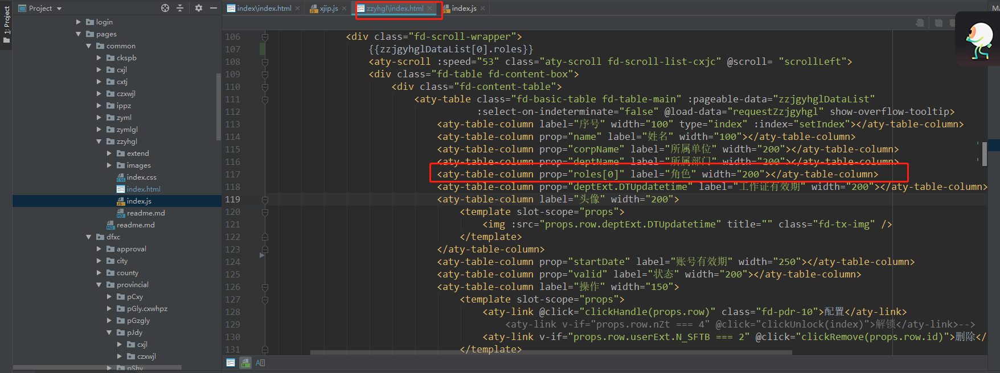 1: Project
Project
index\index.html
xjip.js
zzyhgl\index.html
index.js
Ma
login
pages
common
ckspb
cxjl
cxtj
czxwjl
ippz
zyml
zymlgl
zzyhgl
extend
images
index.css
index.html
index.js
readme.md
readme.md
dfxc
approval
city
county
provincial
pCxy
pGly.cxwhpz
pGzgly
pJdy
cxjl
czxwjl
pShy
106 <div class="fd-scroll-wrapper">
107 {{zzjgyhglDataList[0].roles}}
108 <aty-scroll :speed="53" class="aty-scroll fd-scroll-list-cxjc" @scroll= "scrollLeft">
109 <div class="fd-table fd-content-box">
110 <div class="fd-content-table">
111 <aty-table class="fd-basic-table fd-table-main" :pageable-data="zzjgyhglDataList"
112 :select-on-indeterminate="false" @load-data="requestZzjgyhgl" show-overflow-tooltip>
113 <aty-table-column label="序号" width="100" type="index" :index="setIndex"></aty-table-column>
114 <aty-table-column prop="name" label="姓名" width="100"></aty-table-column>
115 <aty-table-column prop="corpName" label="所属单位" width="200"></aty-table-column>
116 <aty-table-column prop="deptName" label="所属部门" width="200"></aty-table-column>
117 <aty-table-column prop="roles[0]" label="角色" width="200"></aty-table-column>
118 <aty-table-column prop="deptExt.DTUpdatetime" label="工作证有效期" width="200"></aty-table-column>
119 <aty-table-column label="头像" width="200">
120 <template slot-scope="props">
121 <img :src="props.row.deptExt.DTUpdatetime" title="" class="fd-tx-img" />
122 </template>
123 </aty-table-column>
124 <aty-table-column prop="startDate" label="账号有效期" width="250"></aty-table-column>
125 <aty-table-column prop="valid" label="状态" width="200"></aty-table-column>
126 <aty-table-column label="操作" width="150">
127 <template slot-scope="props">
128 <aty-link @click="clickHandle(props.row)" class="fd-pdr-10">配置</aty-link>
129 <aty-link v-if="props.row.nZt === 4" @click="clickUnlock(index)">解锁</aty-link>-->
130 <aty-link v-if="props.row.userExt.N_SFTB === 2" @click="clickRemove(props.row.id)">删除</
131 </template>